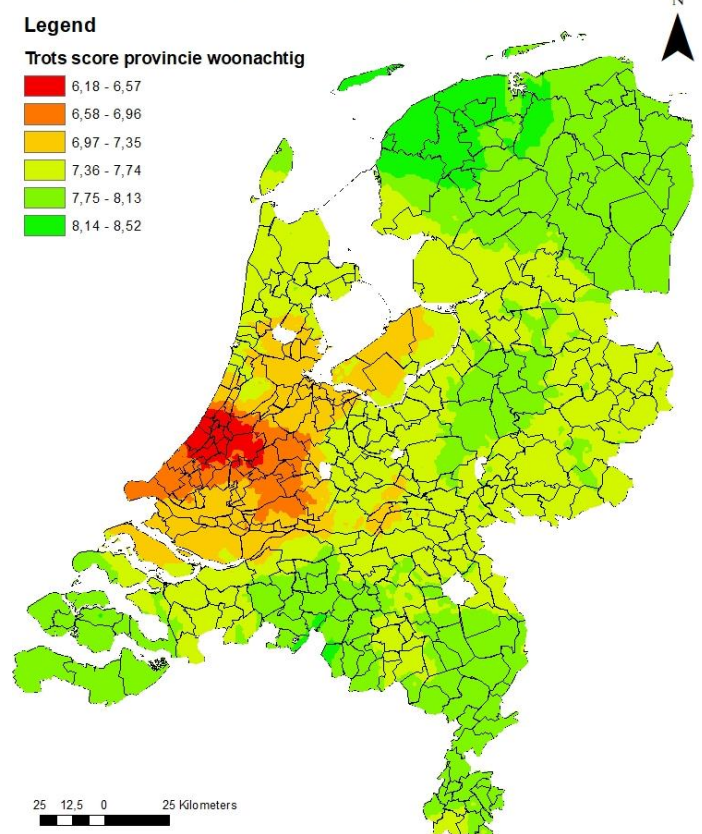 N
Legend
Trots score provincie woonachtig
6,18 - 6,57
6,58 - 6,96
6,97 - 7,35
7,36 - 7,74
7,75 - 8,13
8,14 - 8,52
25 12,5 0 25 Kilometers